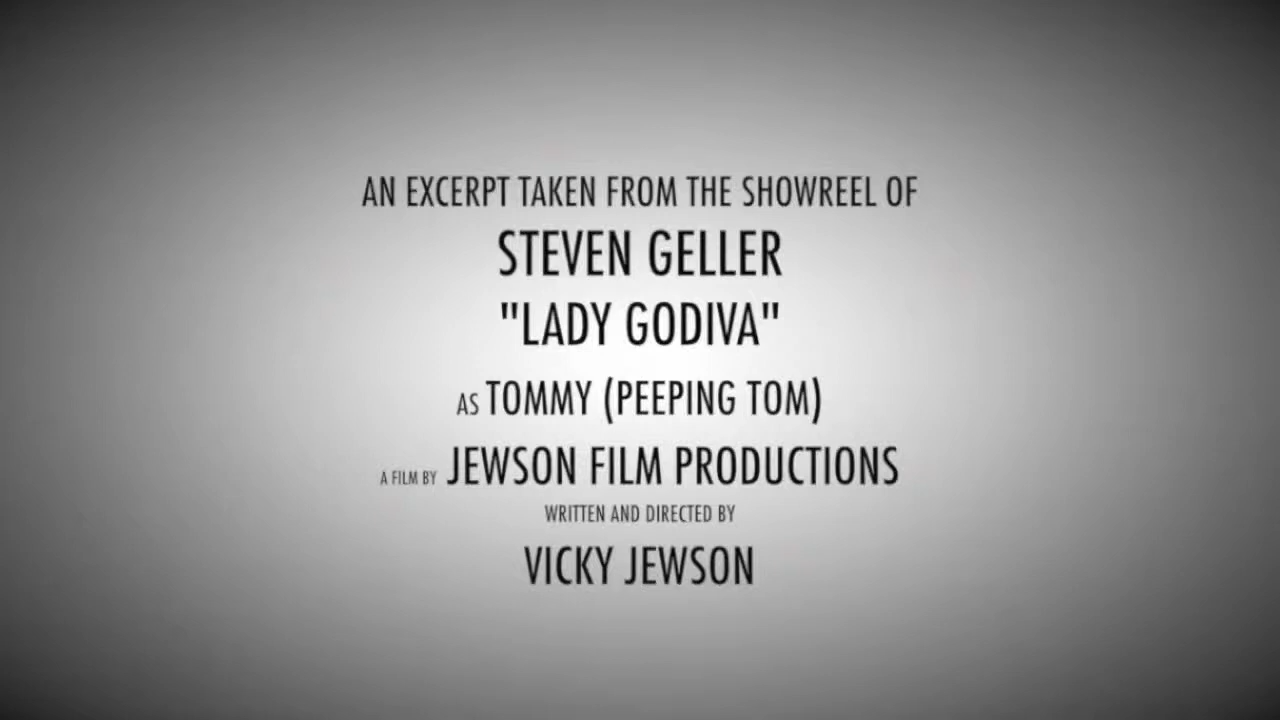 AN EXCERPT TAKEN FROM THE SHOWREEL OF
STEVEN GELLER
"LADY GODIVA"
AS TOMMY (PEEPING TOM)
A FILM BY JEWSON FILM PRODUCTIONS
WRITTEN AND DIRECTED BY
VICKY JEWSON